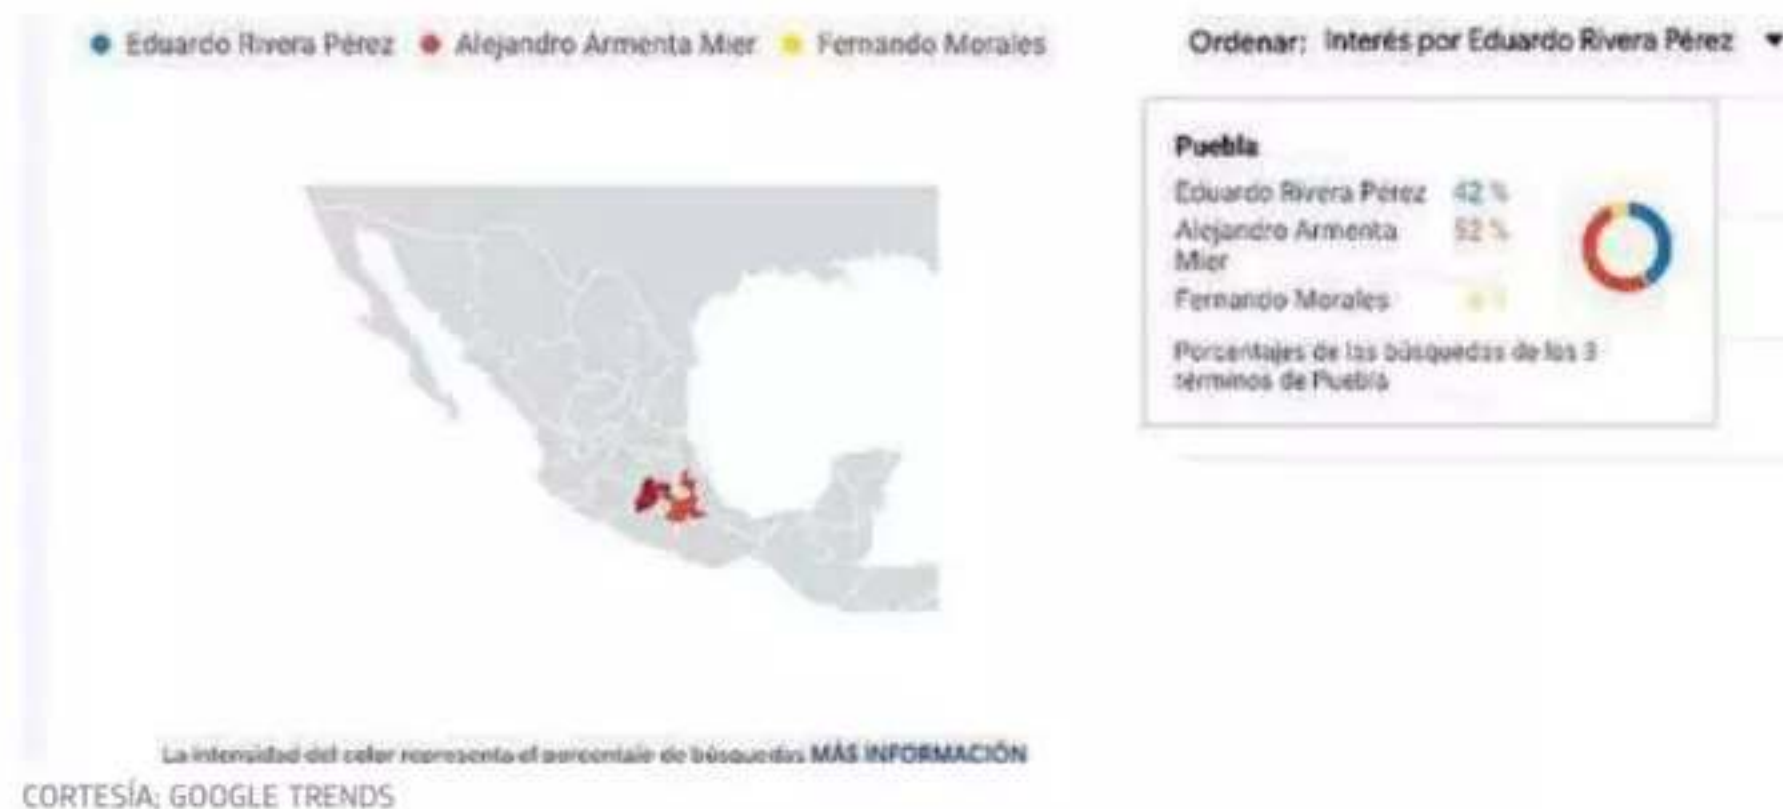 Eduardo Rivera Pérez Alejandro Armenta Mier Fernando Morales
Ordenar: Interés por Eduardo Rivera Pérez
Puebla
Eduardo Rivera Pérez 42 %
Alejandro Armenta 52 %
Mier
Fernando Morales
Porcentajes de las búsquedas de los 3
términos de Puebla
La intensidad del color representa el porcentaje de búsquedas MÁS INFORMACIÓN
CORTESÍA: GOOGLE TRENDS